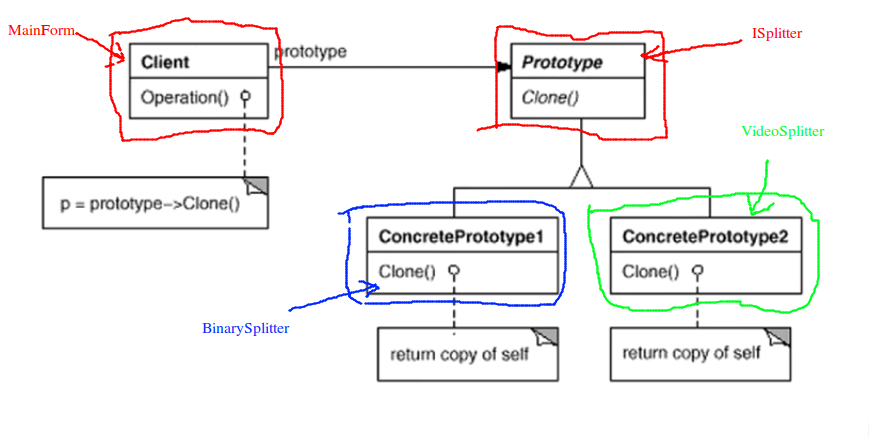 MainForm
ISplitter
prototype
Client
Prototype
Operation()
Clone()
VideoSplitter
p = prototype–>Clone()
ConcretePrototype1
ConcretePrototype2
Clone()
Clone()
BinarySplitter
return copy of self
return copy of self